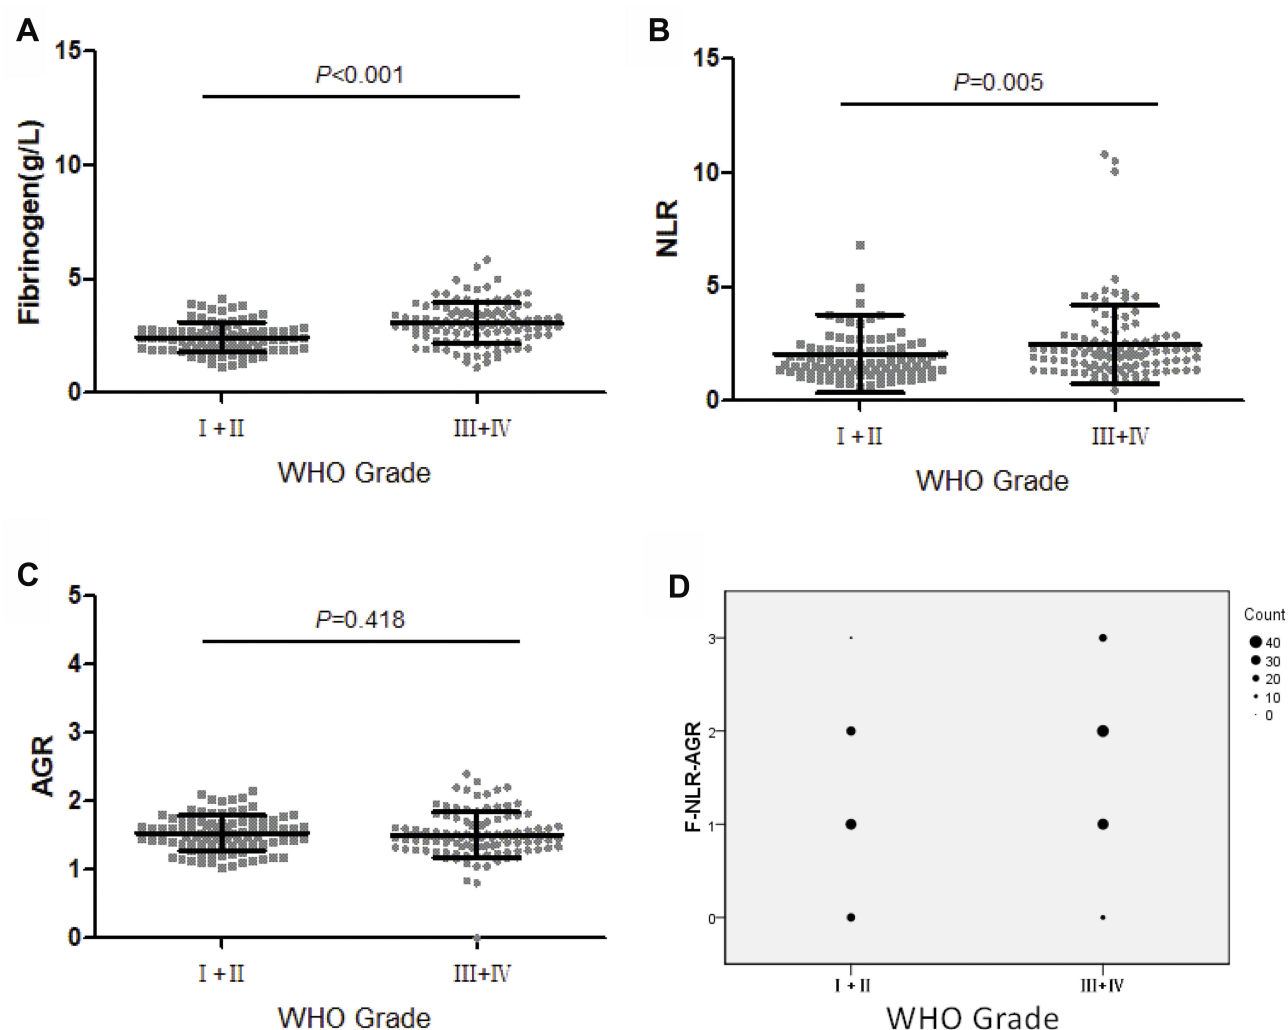 A
15
10
5
0
Fibrinogen(g/L)
P<0.001
I +II
III+IV
WHO Grade
B
15
10
5
0
NLR
P=0.005
I +II
III+IV
WHO Grade
C
5
4
3
2
1
0
AGR
P=0.418
I +II
III+IV
WHO Grade
D
3
2
1
0
F-NLR-AGR
I +II
III+IV
WHO Grade
Count
40
30
20
10
0